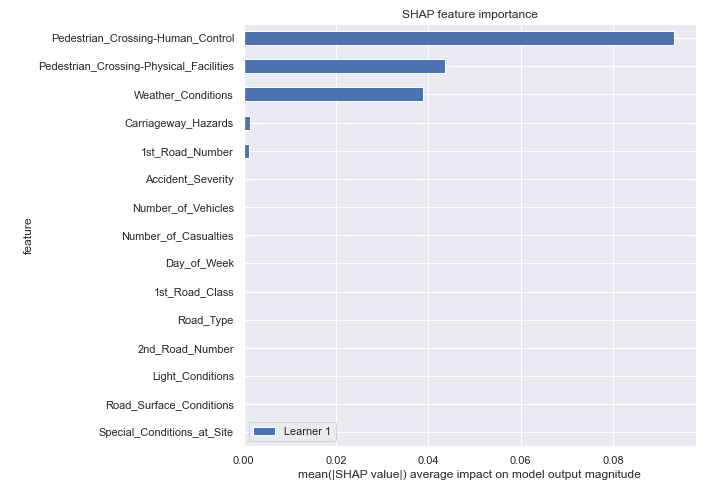 SHAP feature importance
Pedestrian_Crossing-Human_Control
Pedestrian_Crossing-Physical_Facilities
Weather_Conditions
Carriageway_Hazards
1st_Road_Number
Accident_Severity
Number_of_Vehicles
Number_of_Casualties
Day_of_Week
1st_Road_Class
Road_Type
2nd_Road_Number
Light_Conditions
Road_Surface_Conditions
Special_Conditions_at_Site
feature
Learner 1
0.00 0.02 0.04 0.06 0.08
mean(|SHAP value|) average impact on model output magnitude